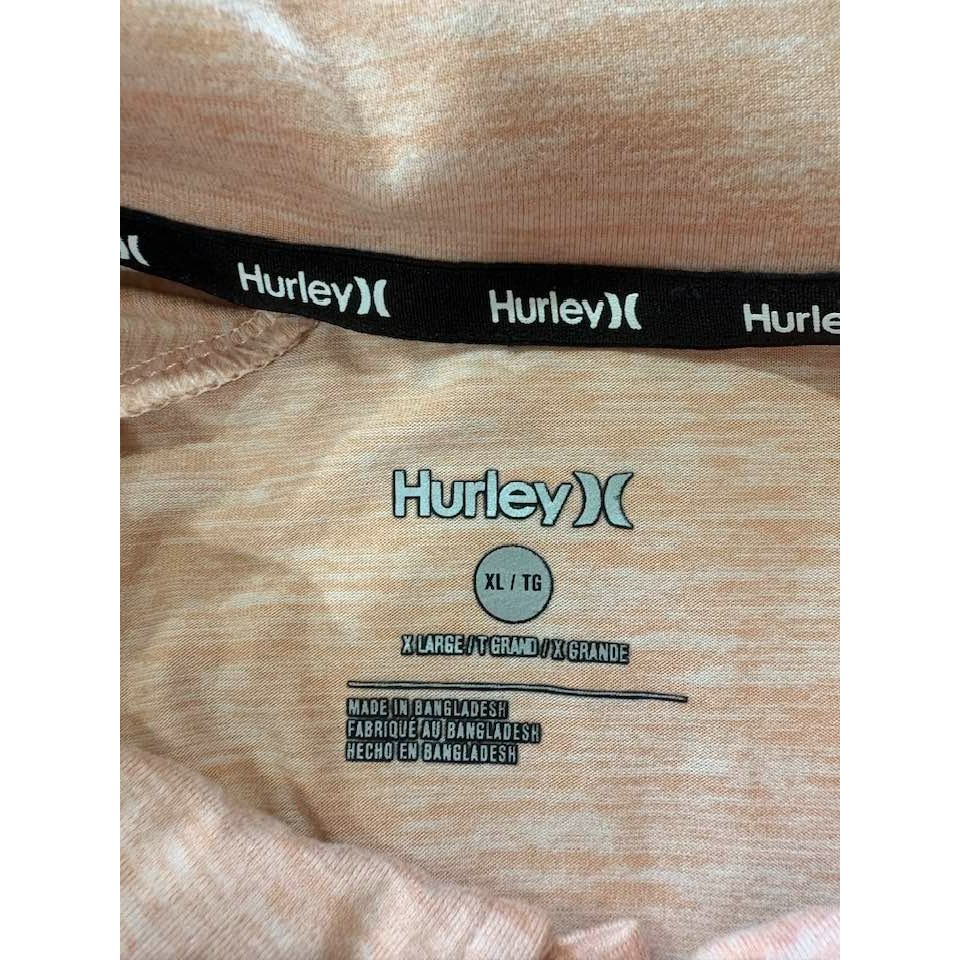 Hurley Hurley Hurle
Hurley
XL / TG
X LARGE / T GRAND / X GRANDE
MADE IN BANGLADESH
FABRIQUÉ AU BANGLADESH
HECHO EN BANGLADESH